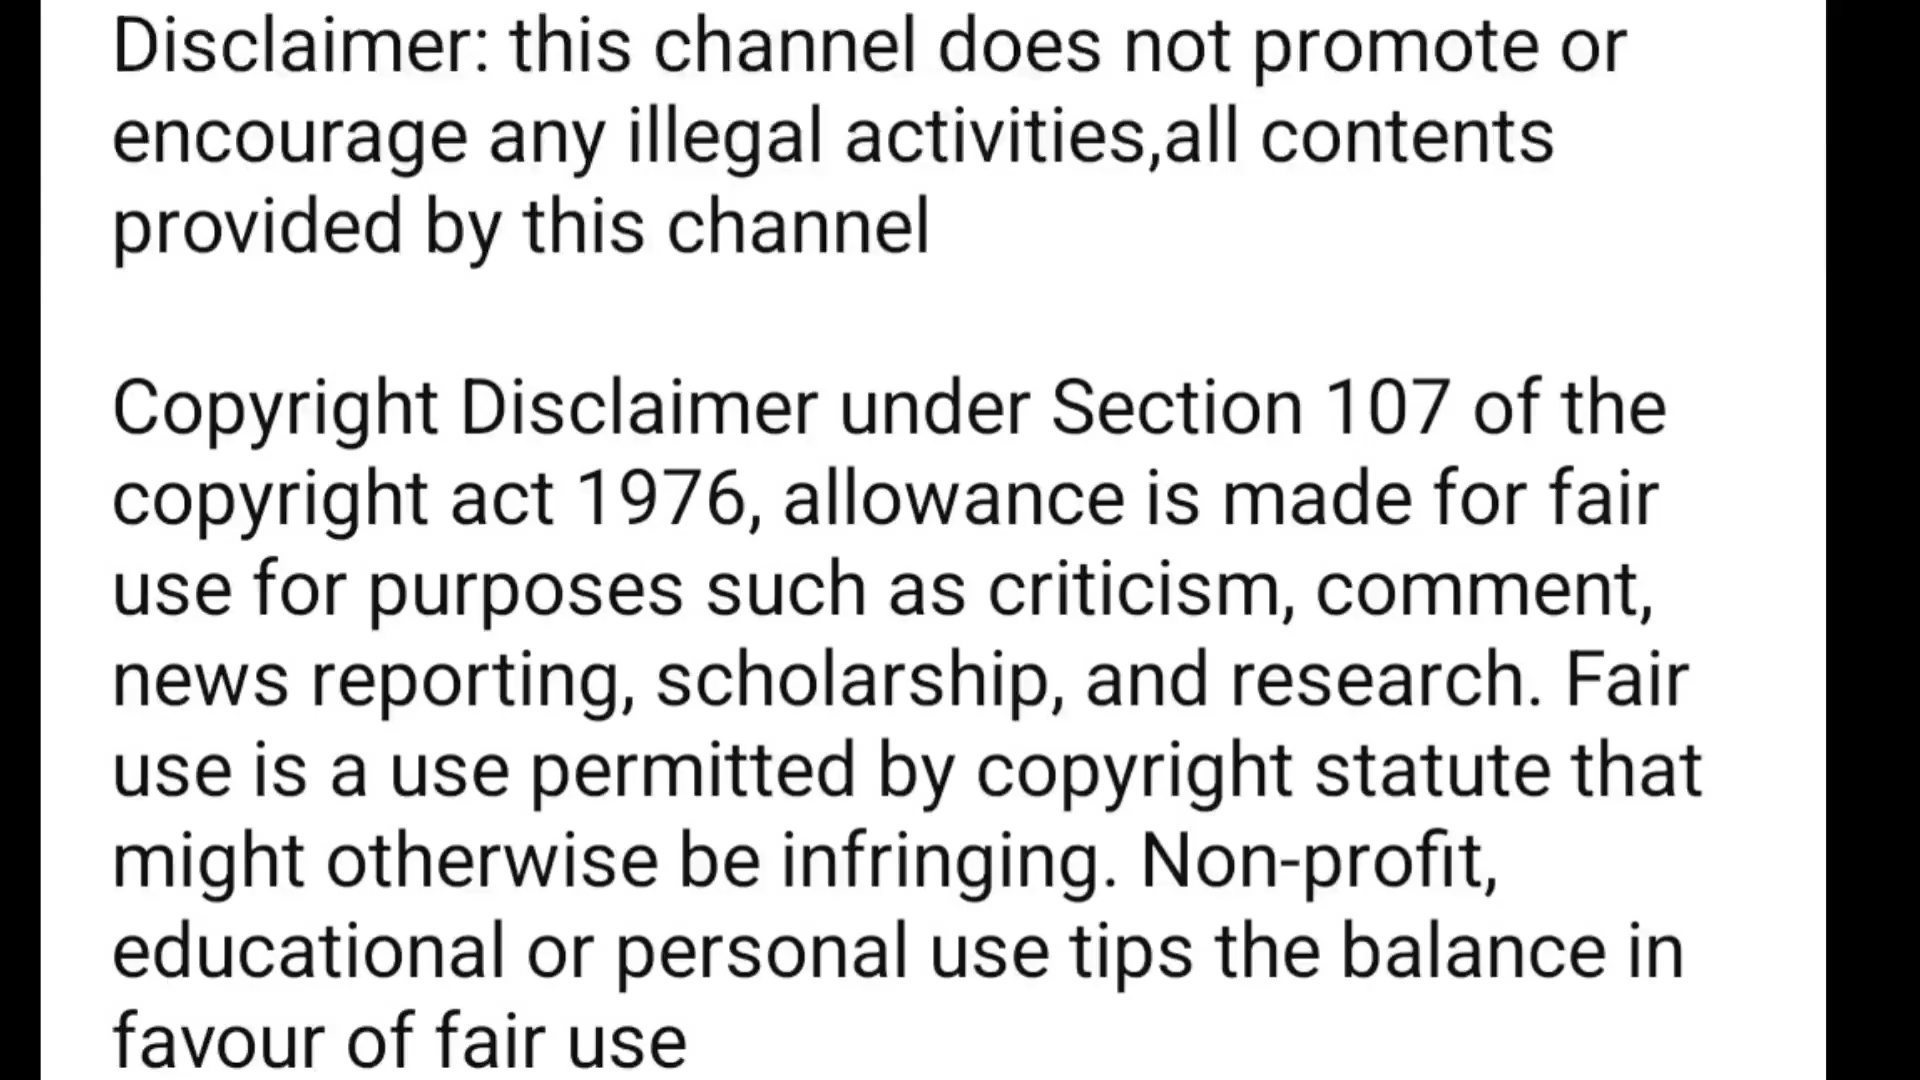 Disclaimer: this channel does not promote or
encourage any illegal activities,all contents
provided by this channel
Copyright Disclaimer under Section 107 of the
copyright act 1976, allowance is made for fair
use for purposes such as criticism, comment,
news reporting, scholarship, and research. Fair
use is a use permitted by copyright statute that
might otherwise be infringing. Non-profit,
educational or personal use tips the balance in
favour of fair use